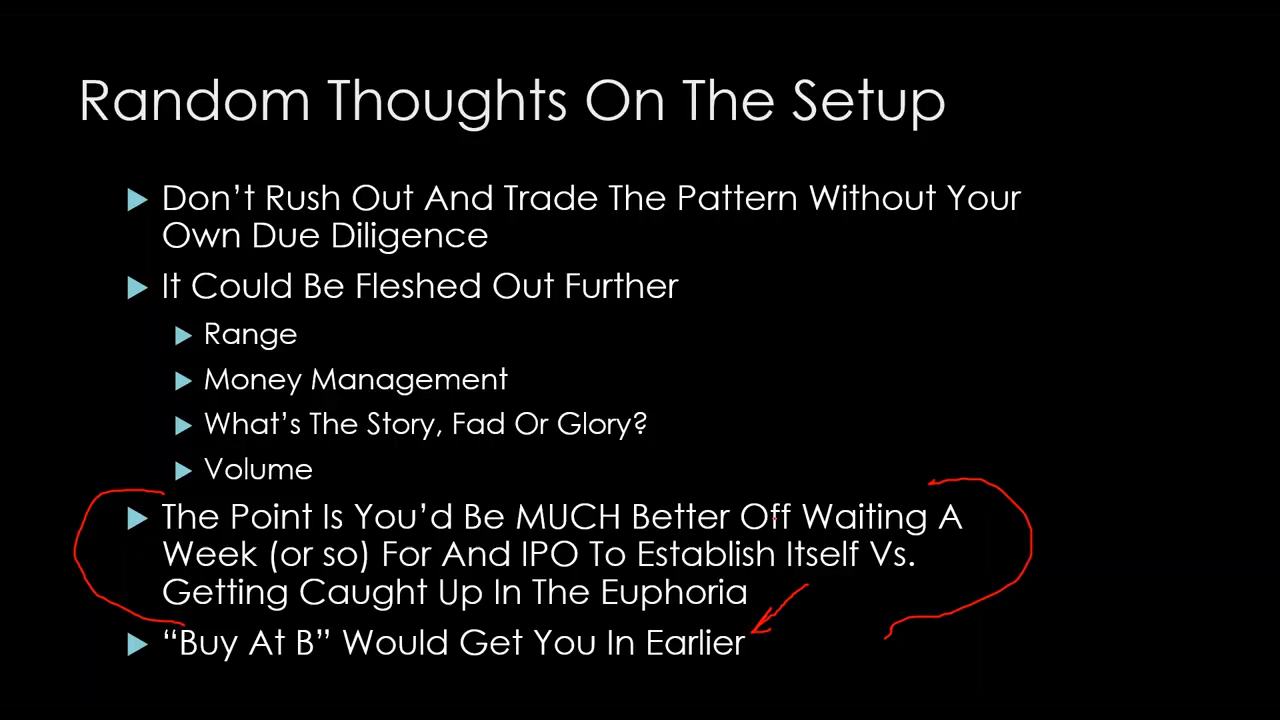 Random Thoughts On The Setup
Don't Rush Out And Trade The Pattern Without Your
Own Due Diligence
It Could Be Fleshed Out Further
Range
Money Management
What's The Story, Fad Or Glory?
Volume
The Point Is You'd Be MUCH Better Off Waiting A
Week (or so) For And IPO To Establish Itself Vs.
Getting Caught Up In The Euphoria
“Buy At B” Would Get You In Earlier